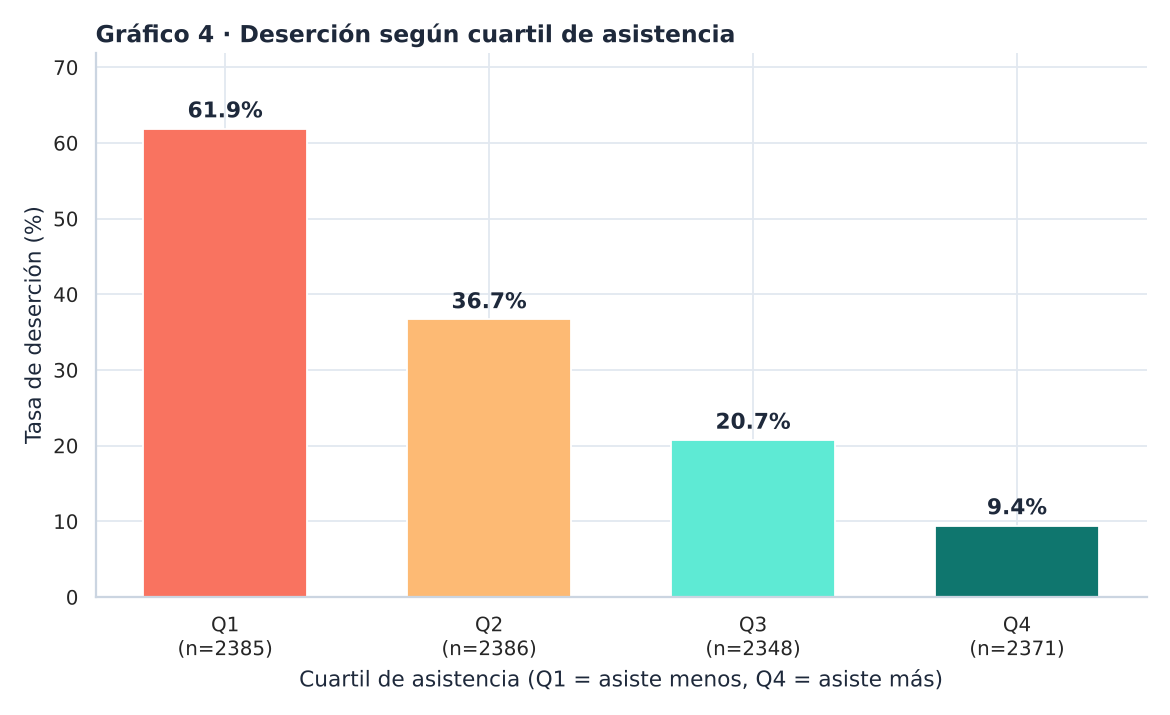 Gráfico 4 · Deserción según cuartil de asistencia
Tasa de deserción (%)
70
60
50
40
30
20
10
0
61.9%
36.7%
20.7%
9.4%
Q1
(n=2385)
Q2
(n=2386)
Q3
(n=2348)
Q4
(n=2371)
Cuartil de asistencia (Q1 = asiste menos, Q4 = asiste más)